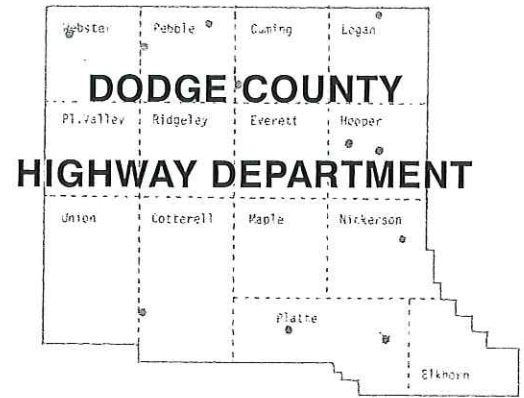 Webster Pebble Cuming Logan
DODGE COUNTY
Pl.Valley Ridgeley Everett Hooper
HIGHWAY DEPARTMENT
Union Cotterell Maple Nickerson
Platte
Elkhorn